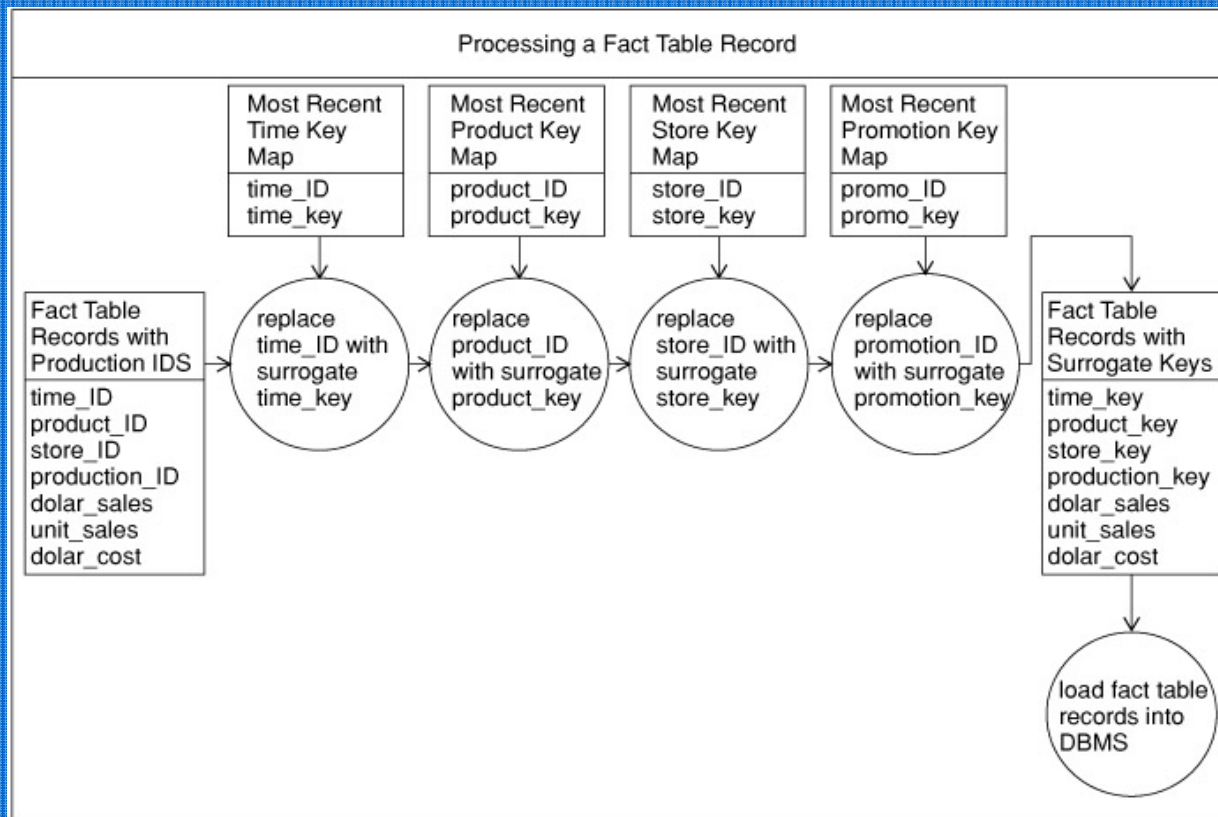 Processing a Fact Table Record
Most Recent
Time Key
Map
time_ID
time_key
Most Recent
Product Key
Map
product_ID
product_key
Most Recent
Store Key
Map
store_ID
store_key
Most Recent
Promotion Key
Map
promo_ID
promo_key
Fact Table
Records with
Production IDS
time_ID
product_ID
store_ID
production_ID
dolar_sales
unit_sales
dolar_cost
replace
time_ID with
surrogate
time_key
replace
product_ID
with surrogate
product_key
replace
store_ID with
surrogate
store_key
replace
promotion_ID
with surrogate
promotion_key
Fact Table
Records with
Surrogate Keys
time_key
product_key
store_key
production_key
dolar_sales
unit_sales
dolar_cost
load fact table
records into
DBMS